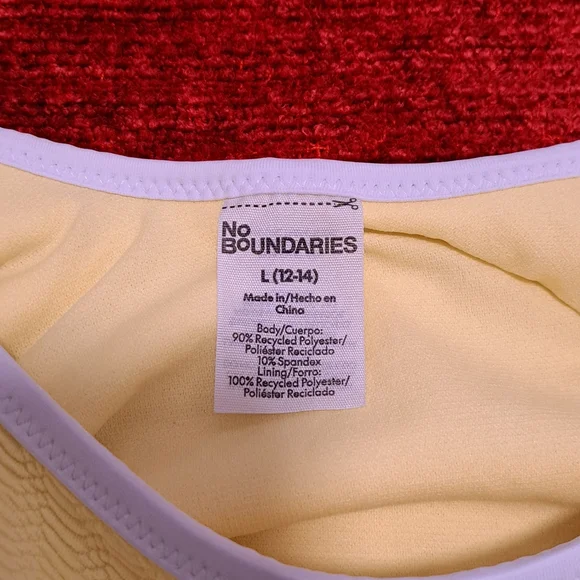 No
BOUNDARIES
L (12-14)
Made in/Hecho en
China
Body/Cuerpo:
90% Recycled Polyester/
Poliéster Reciclado
10% Spandex
Lining/Forro:
100% Recycled Polyester/
Poliéster Reciclado